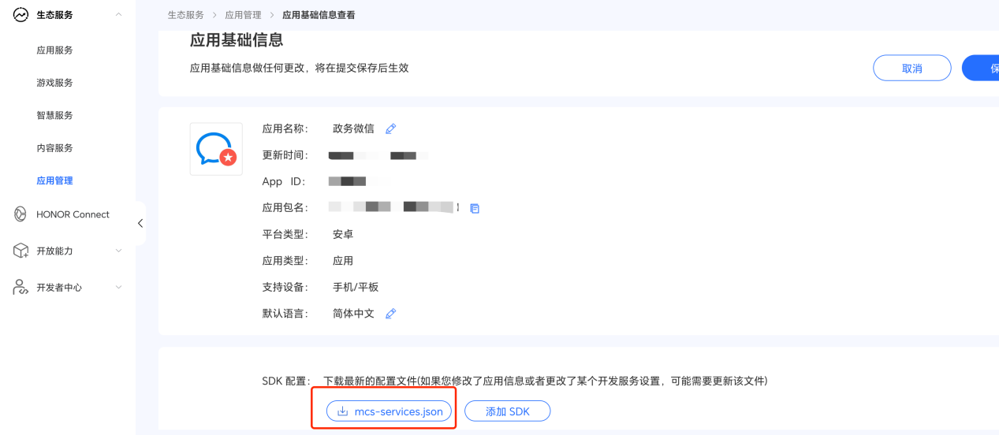 生态服务
应用服务
游戏服务
智慧服务
内容服务
应用管理
HONOR Connect
开放能力
开发者中心
生态服务 > 应用管理 > 应用基础信息查看
应用基础信息
应用基础信息做任何更改，将在提交保存后生效
取消
应用名称： 政务微信
更新时间：
App ID：
应用包名：
平台类型： 安卓
应用类型： 应用
支持设备： 手机/平板
默认语言： 简体中文
SDK 配置： 下载最新的配置文件(如果您修改了应用信息或者更改了某个开发服务设置，可能需要更新该文件)
mcs-services.json
添加 SDK